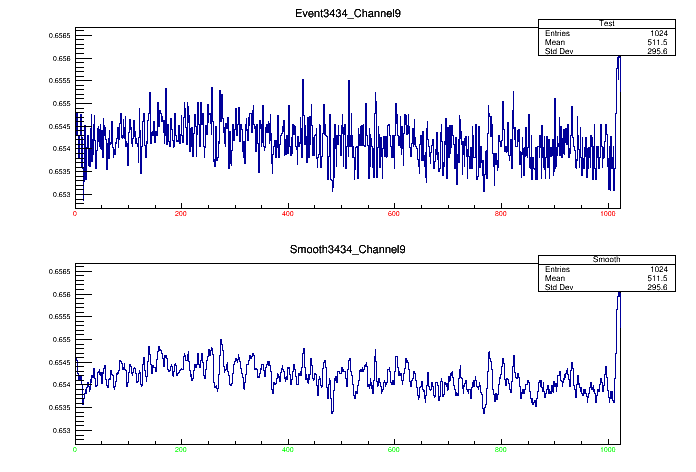 Event3434_Channel9
Test
Entries 1024
Mean 511.5
Std Dev 295.6
0.6565
0.656
0.6555
0.655
0.6545
0.654
0.6535
0.653
0 200 400 600 800 1000
Smooth3434_Channel9
Smooth
Entries 1024
Mean 511.5
Std Dev 295.6
0.6565
0.656
0.6555
0.655
0.6545
0.654
0.6535
0.653
0 200 400 600 800 1000